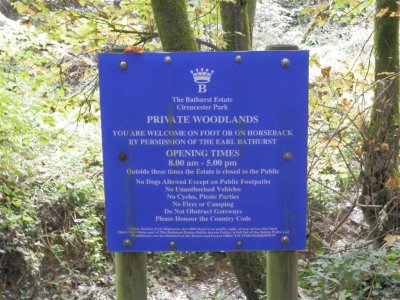 B
The Bathurst Estate
Cirencester Park
PRIVATE WOODLANDS
YOU ARE WELCOME ON FOOT OR ON HORSEBACK
BY PERMISSION OF THE EARL BATHURST
OPENING TIMES
8.00 am - 5.00 pm
Outside these times the Estate is closed to the Public
No Dogs Allowed Except on Public Footpaths
No Unauthorised Vehicles
No Cycles, Picnic Parties
No Fires or Camping
Do Not Obstruct Gateways
Please Honour the Country Code